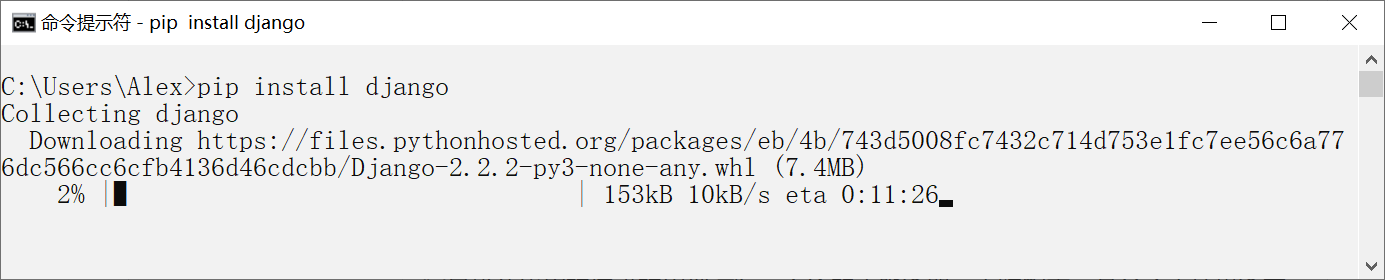 命令提示符 - pip  install django
C:\Users\Alex>pip install django
Collecting django
  Downloading https://files.pythonhosted.org/packages/eb/4b/743d5008fc7432c714d753e1fc7ee56c6a77
6dc566cc6cfb4136d46cdcbb/Django-2.2.2-py3-none-any.whl (7.4MB)
    2% |█                                | 153kB 10kB/s eta 0:11:26